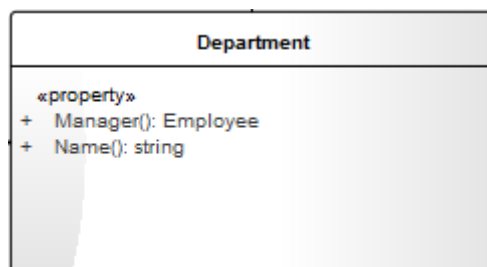 Department
«property»
+ Manager(): Employee
+ Name(): string